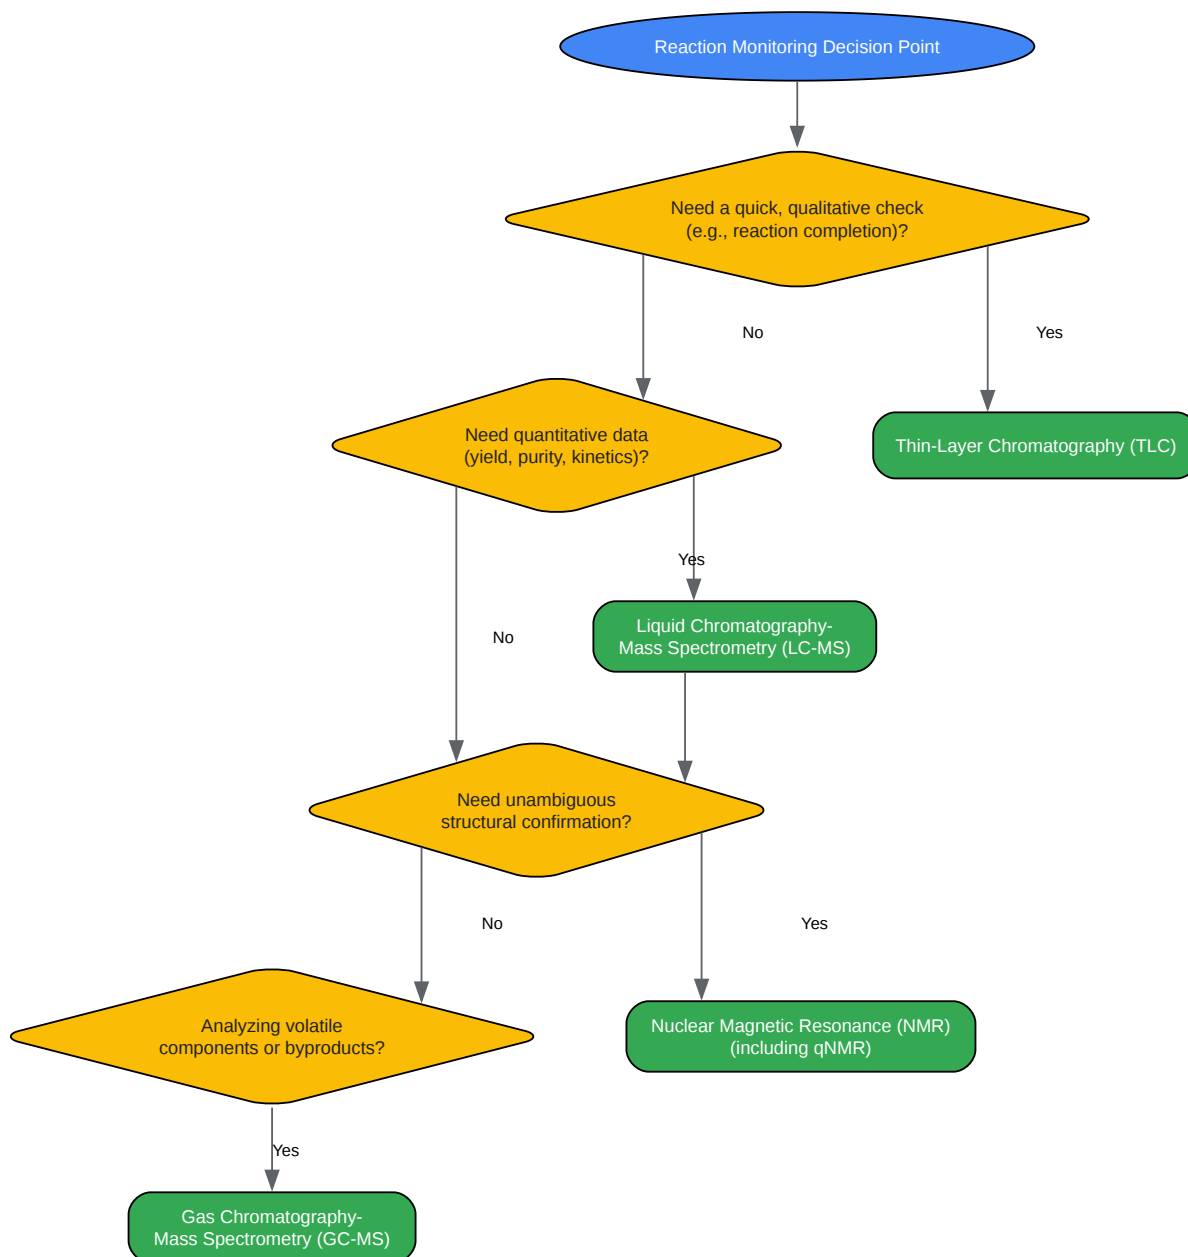 Reaction Monitoring Decision Point
Need a quick, qualitative check
(e.g., reaction completion)?
No
Yes
Need quantitative data
(yield, purity, kinetics)?
Thin-Layer Chromatography (TLC)
Yes
Liquid Chromatography-
Mass Spectrometry (LC-MS)
No
Need unambiguous
structural confirmation?
No
Yes
Analyzing volatile
components or byproducts?
Nuclear Magnetic Resonance (NMR)
(including qNMR)
Yes
Gas Chromatography-
Mass Spectrometry (GC-MS)